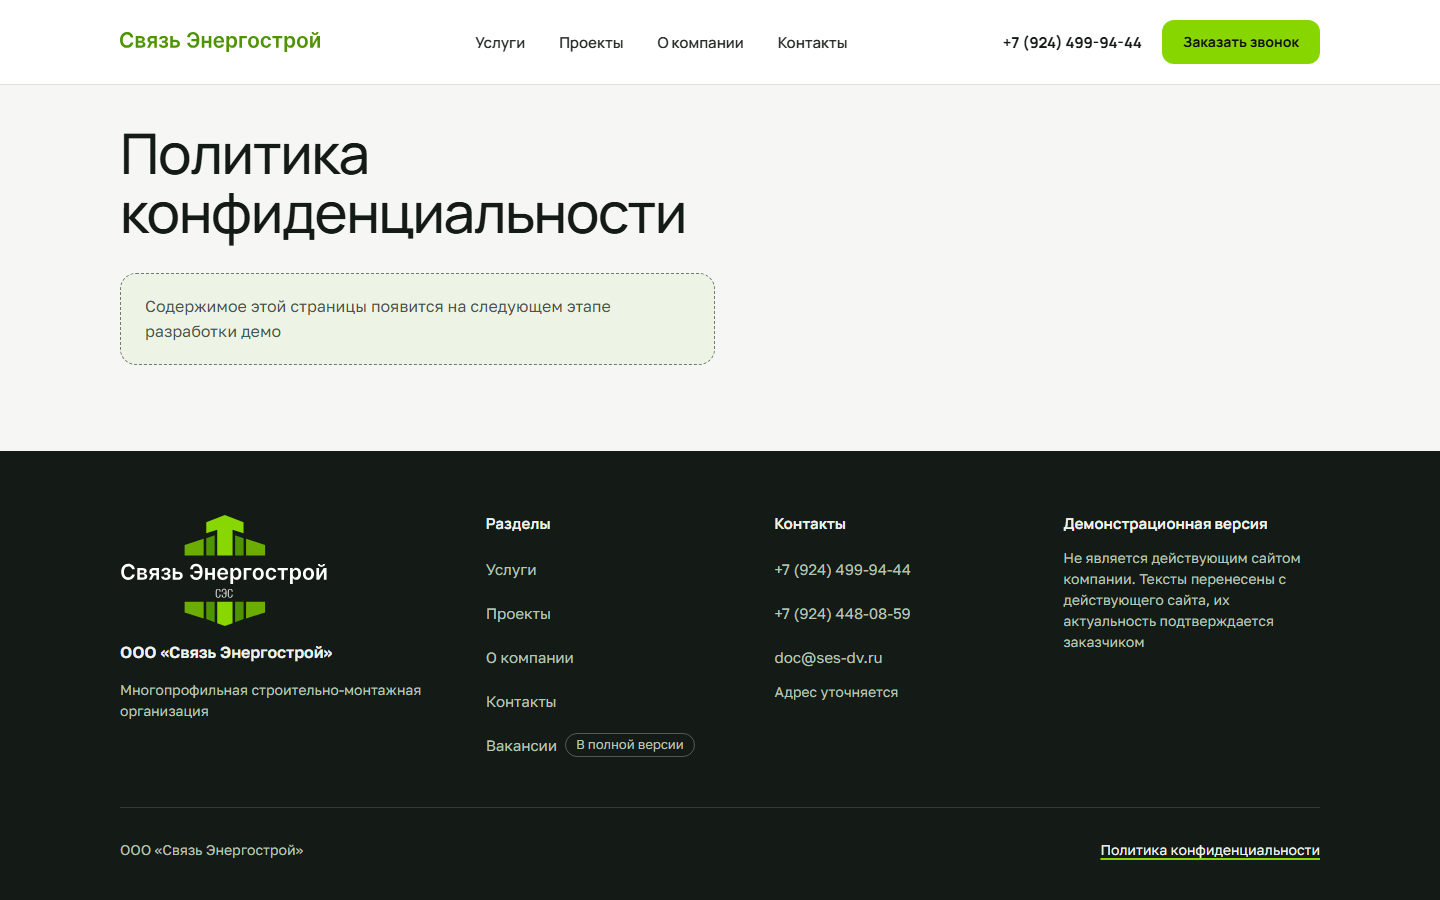 Связь Энергострой
Услуги
Проекты
О компании
Контакты
+7 (924) 499-94-44
Заказать звонок
Политика
конфиденциальности
Содержимое этой страницы появится на следующем этапе
разработки демо
Связь Энергострой
СЭС
ООО «Связь Энергострой»
Многопрофильная строительно-монтажная
организация
Разделы
Услуги
Проекты
О компании
Контакты
Вакансии В полной версии
Контакты
+7 (924) 499-94-44
+7 (924) 448-08-59
doc@ses-dv.ru
Адрес уточняется
Демонстрационная версия
Не является действующим сайтом
компании. Тексты перенесены с
действующего сайта, их
актуальность подтверждается
заказчиком
ООО «Связь Энергострой»
Политика конфиденциальности